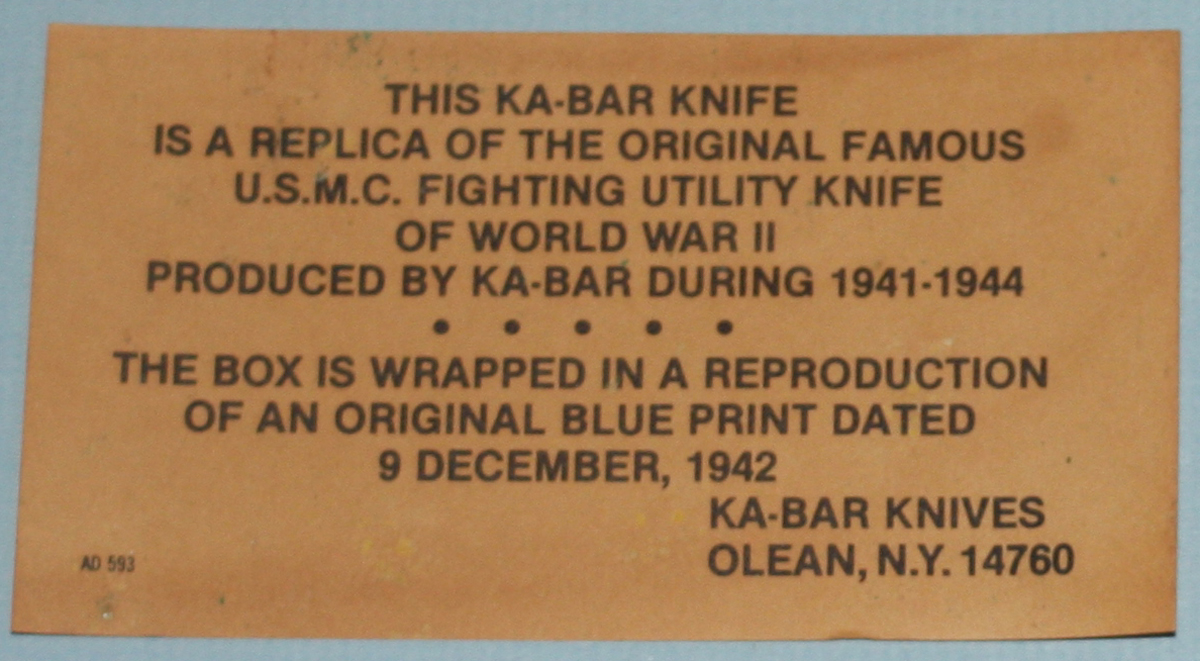 THIS KA-BAR KNIFE
IS A REPLICA OF THE ORIGINAL FAMOUS
U.S.M.C. FIGHTING UTILITY KNIFE
OF WORLD WAR II
PRODUCED BY KA-BAR DURING 1941-1944
• • • • •
THE BOX IS WRAPPED IN A REPRODUCTION
OF AN ORIGINAL BLUE PRINT DATED
9 DECEMBER, 1942
KA-BAR KNIVES
OLEAN, N.Y. 14760
AD 593